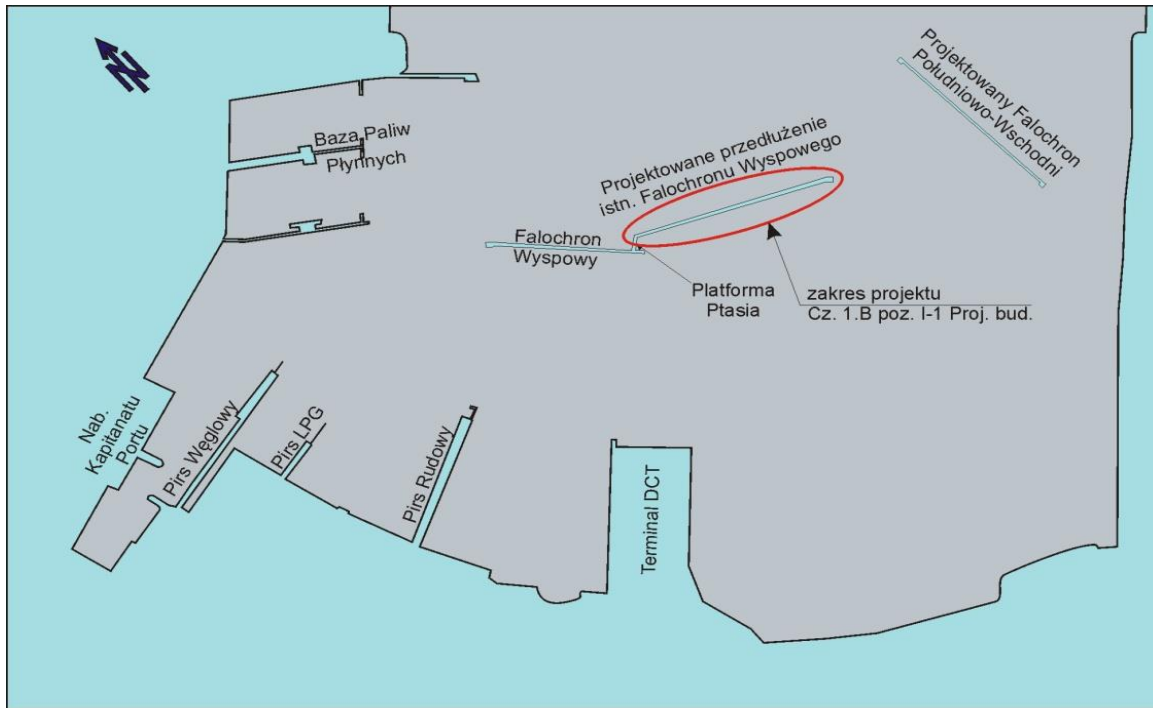 N
Baza Paliw
Płynnych
Projektowane przedłużenie
istn. Falochronu Wyspowego
Projektowany Falochron
Południowo-Wschodni
Falochron
Wyspowy
Platforma
Ptasia
zakres projektu
Cz. 1.B poz. I-1 Proj. bud.
Nab.
Kapitanatu
Portu
Pirs Węglowy
Pirs LPG
Pirs Rudowy
Terminal DCT